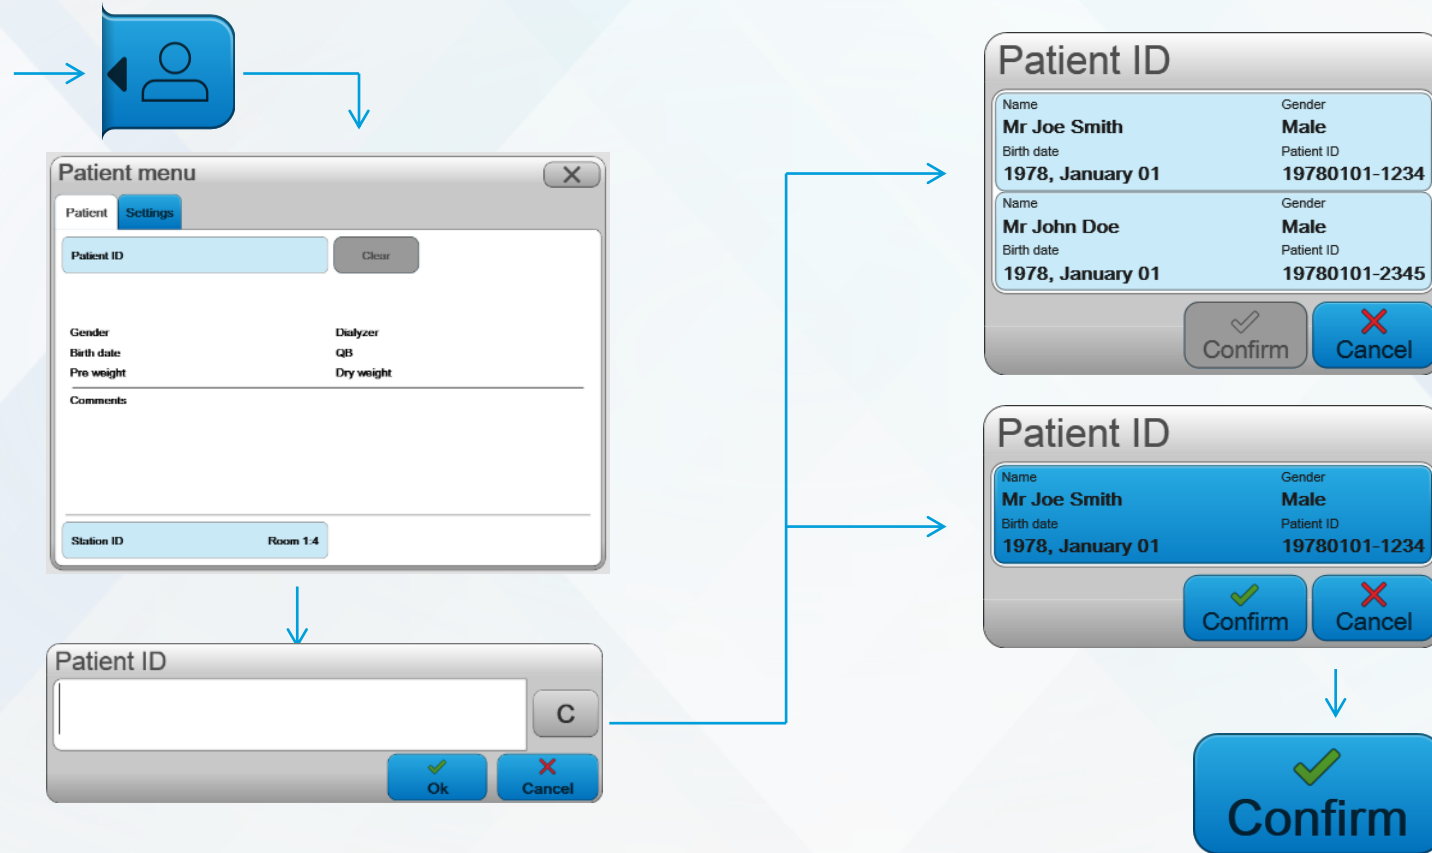 Patient menu
Patient Settings
Patient ID Clear
Gender Dialyzer
Birth date QB
Pre weight Dry weight
Comments
Station ID Room 1:4
Patient ID
C
Ok Cancel
Patient ID
Name Gender
Mr Joe Smith Male
Birth date Patient ID
1978, January 01 19780101-1234
Name Gender
Mr John Doe Male
Birth date Patient ID
1978, January 01 19780101-2345
Confirm Cancel
Patient ID
Name Gender
Mr Joe Smith Male
Birth date Patient ID
1978, January 01 19780101-1234
Confirm Cancel
Confirm